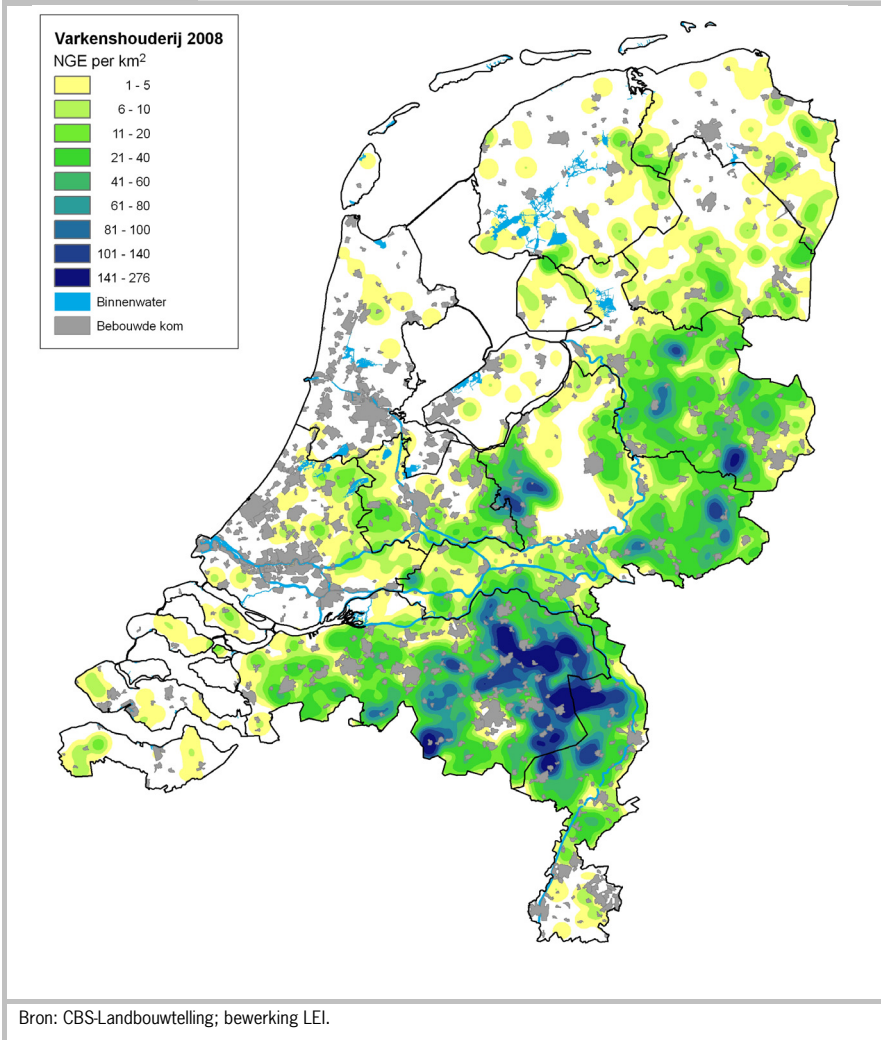 Varkenshouderij 2008
NGE per km²
1 - 5
6 - 10
11 - 20
21 - 40
41 - 60
61 - 80
81 - 100
101 - 140
141 - 276
Binnenwater
Bebouwde kom
Bron: CBS-Landbouwtelling; bewerking LEI.